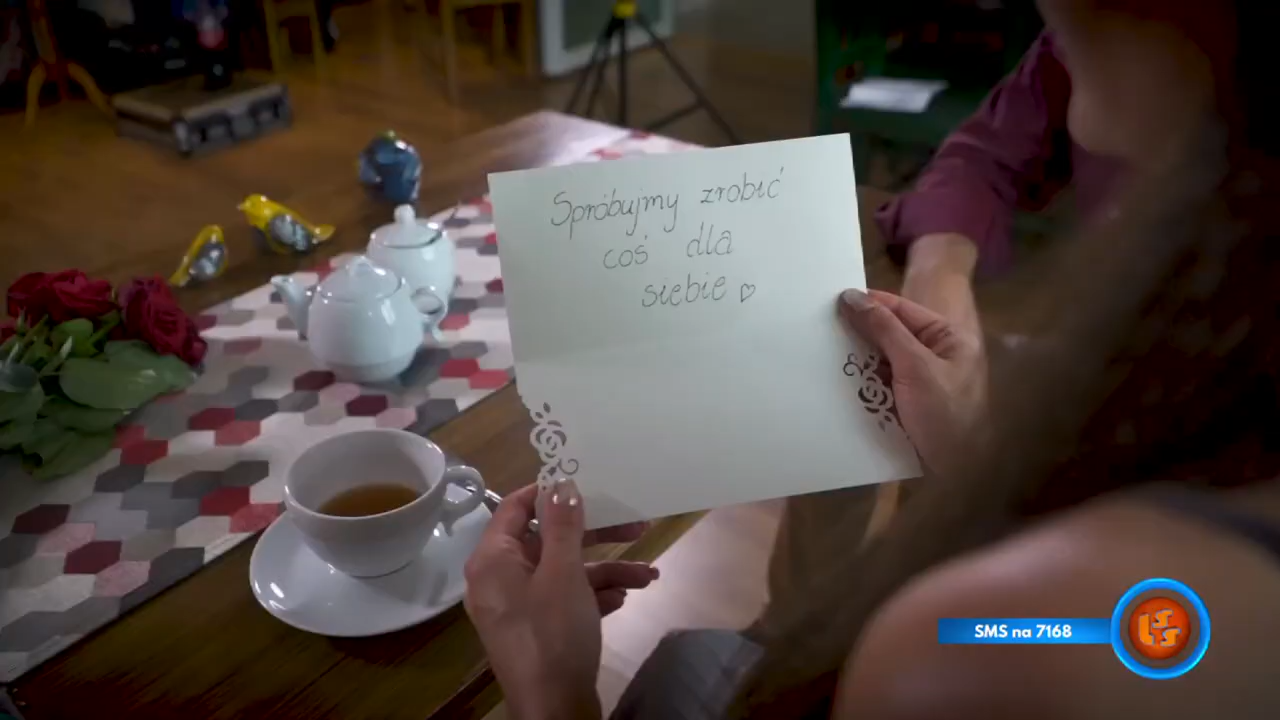 Spróbujmy zrobić
coś dla
siebie ♡
SMS na 7168